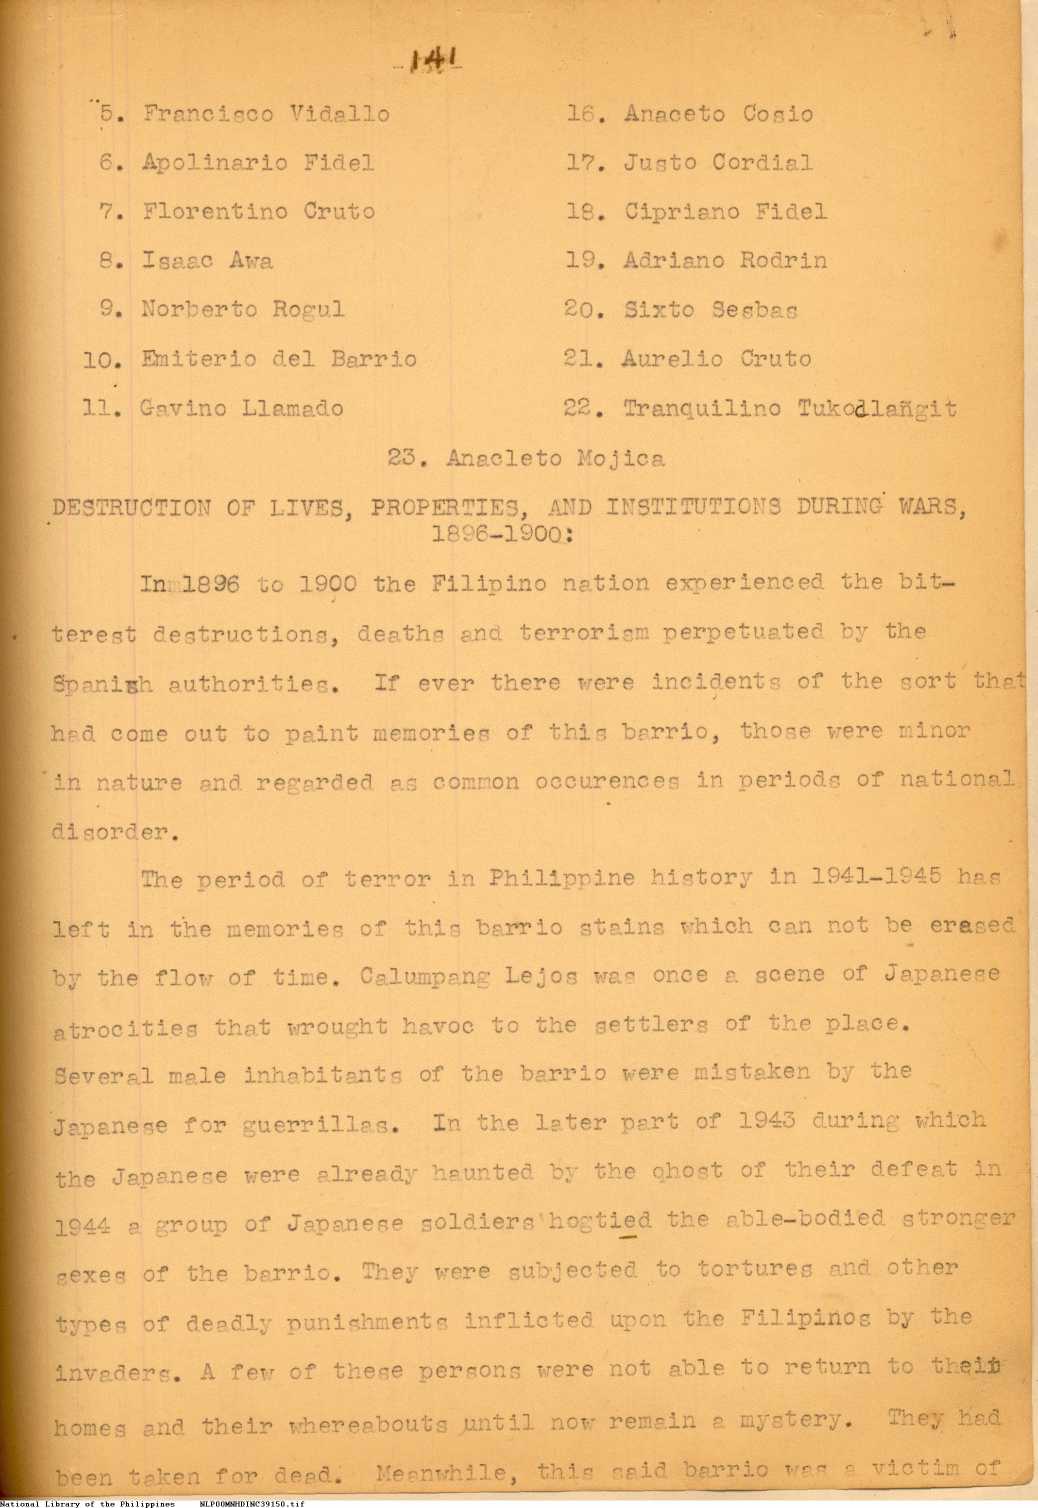 -141-
5. Francisco Vidallo
6. Apolinario Fidel
7. Florentino Cruto
8. Isaac Awa
9. Norberto Rogul
10. Emiterio del Barrio
11. Gavino Llamado
16. Anaceto Cosio
17. Justo Cordial
18. Cipriano Fidel
19. Adriano Rodrin
20. Sixto Sesbas
21. Aurelio Cruto
22. Tranquilino Tukodlañgit
23. Anacleto Mojica
DESTRUCTION OF LIVES, PROPERTIES, AND INSTITUTIONS DURING WARS,
1896-1900:
In 1896 to 1900 the Filipino nation experienced the bit-
terest destructions, deaths and terrorism perpetuated by the
Spanish authorities. If ever there were incidents of the sort that
had come out to paint memories of this barrio, those were minor
in nature and regarded as common occurences in periods of national
disorder.
The period of terror in Philippine history in 1941-1945 has
left in the memories of this barrio stains which can not be erased
by the flow of time. Calumpang Lejos was once a scene of Japanese
atrocities that wrought havoc to the settlers of the place.
Several male inhabitants of the barrio were mistaken by the
Japanese for guerrillas. In the later part of 1943 during which
the Japanese were already haunted by the qhost of their defeat in
1944 a group of Japanese soldiers hogtied the able-bodied stronger
sexes of the barrio. They were subjected to tortures and other
types of deadly punishments inflicted upon the Filipinos by the
invaders. A few of these persons were not able to return to their
homes and their whereabouts until now remain a mystery. They had
been taken for dead. Meanwhile, this said barrio was a victim of
National Library of the Philippines NLPOOMNHDINC39150.tif